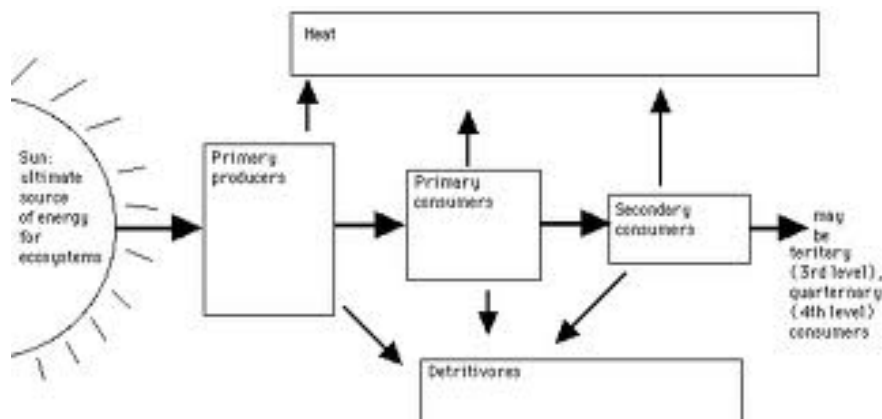 Heat
Sun:
ultimate
source
of energy
for
ecosystems
Primary
producers
Primary
consumers
Secondary
consumers
may
be
teritary
(3rd level),
quarternary
(4th level)
consumers
Detritivores